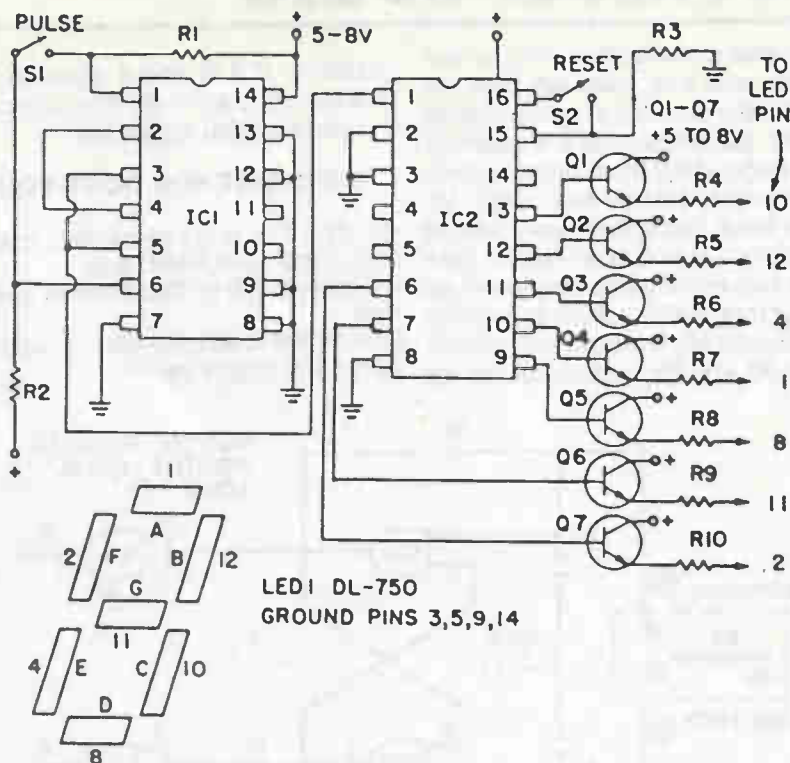 PULSE
S1
R1
+
5-8V
1
2
3
4
5
6
7
IC1
14
13
12
11
10
9
8
R2
+
+
1
2
3
4
5
6
7
8
IC2
16
15
14
13
12
11
10
9
RESET
S2
R3
TO
LED
PIN
Q1-Q7
+5 TO 8V
Q1
+
R4
10
Q2
+
R5
12
Q3
+
R6
4
Q4
+
R7
1
Q5
+
R8
8
Q6
+
R9
11
Q7
+
R10
2
1
A
2
F
B
12
G
11
4
E
C
10
D
8
LED1 DL-750
GROUND PINS 3,5,9,14